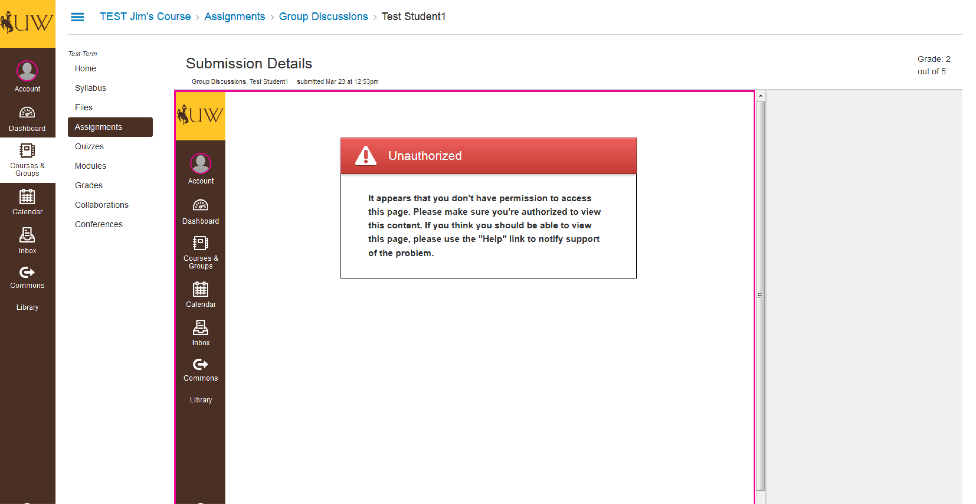 UW
TEST Jim's Course > Assignments > Group Discussions > Test Student1
Account
Dashboard
Courses &
Groups
Calendar
Inbox
Commons
Library
Test Term
Home
Syllabus
Files
Assignments
Quizzes
Modules
Grades
Collaborations
Conferences
Submission Details
Group Discussions, Test Student1 submitted Mar 23 at 12:53pm
Grade: 2
out of 5
UW
Account
Dashboard
Courses &
Groups
Calendar
Inbox
Commons
Library
Unauthorized
It appears that you don't have permission to access
this page. Please make sure you're authorized to view
this content. If you think you should be able to view
this page, please use the "Help" link to notify support
of the problem.